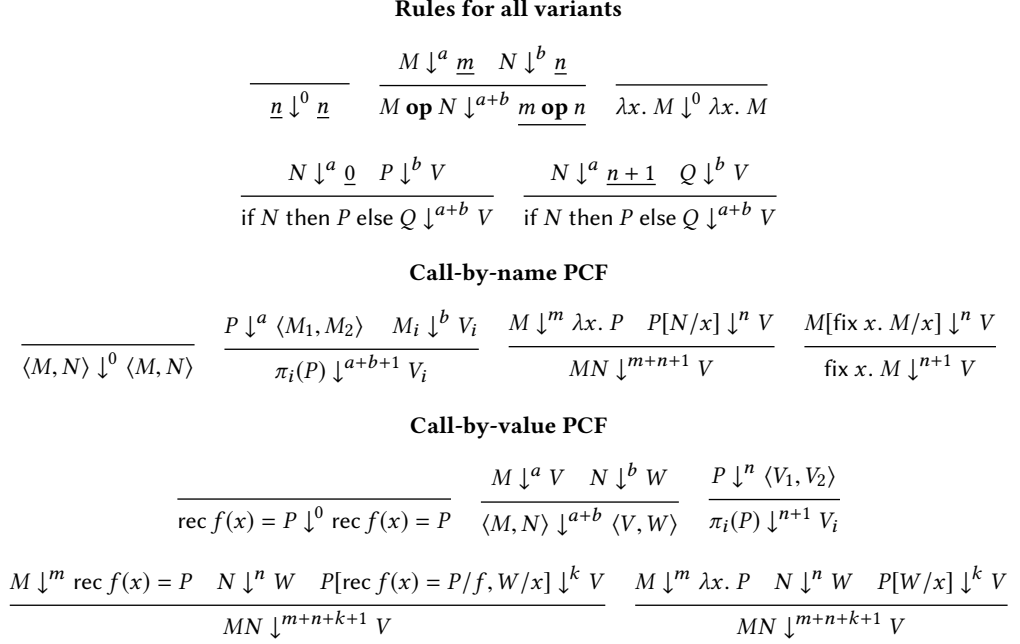 Rules for all variants
M ↓ᵃ m̲    N ↓ᵇ n̲
n̲ ↓⁰ n̲    M op N ↓ᵃ⁺ᵇ m̲ ̲o̲p̲ ̲n̲    λx. M ↓⁰ λx. M
N ↓ᵃ 0̲    P ↓ᵇ V    N ↓ᵃ n̲ ̲+̲ ̲1̲    Q ↓ᵇ V
if N then P else Q ↓ᵃ⁺ᵇ V    if N then P else Q ↓ᵃ⁺ᵇ V
Call-by-name PCF
P ↓ᵃ ⟨M₁, M₂⟩    Mᵢ ↓ᵇ Vᵢ    M ↓ᵐ λx. P    P[N/x] ↓ⁿ V    M[fix x. M/x] ↓ⁿ V
⟨M, N⟩ ↓⁰ ⟨M, N⟩    πᵢ(P) ↓ᵃ⁺ᵇ⁺¹ Vᵢ    MN ↓ᵐ⁺ⁿ⁺¹ V    fix x. M ↓ⁿ⁺¹ V
Call-by-value PCF
M ↓ᵃ V    N ↓ᵇ W    P ↓ⁿ ⟨V₁, V₂⟩
rec f(x) = P ↓⁰ rec f(x) = P    ⟨M, N⟩ ↓ᵃ⁺ᵇ ⟨V, W⟩    πᵢ(P) ↓ⁿ⁺¹ Vᵢ
M ↓ᵐ rec f(x) = P    N ↓ⁿ W    P[rec f(x) = P/f, W/x] ↓ᵏ V    M ↓ᵐ λx. P    N ↓ⁿ W    P[W/x] ↓ᵏ V
MN ↓ᵐ⁺ⁿ⁺ᵏ⁺¹ V    MN ↓ᵐ⁺ⁿ⁺ᵏ⁺¹ V